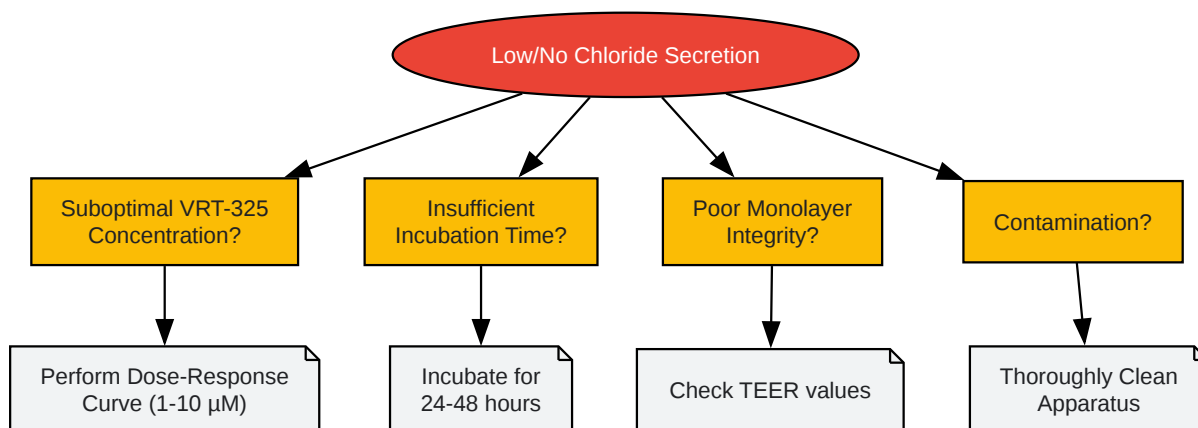 Low/No Chloride Secretion
Suboptimal VRT-325
Concentration?
Insufficient
Incubation Time?
Poor Monolayer
Integrity?
Contamination?
Perform Dose-Response
Curve (1-10 µM)
Incubate for
24-48 hours
Check TEER values
Thoroughly Clean
Apparatus